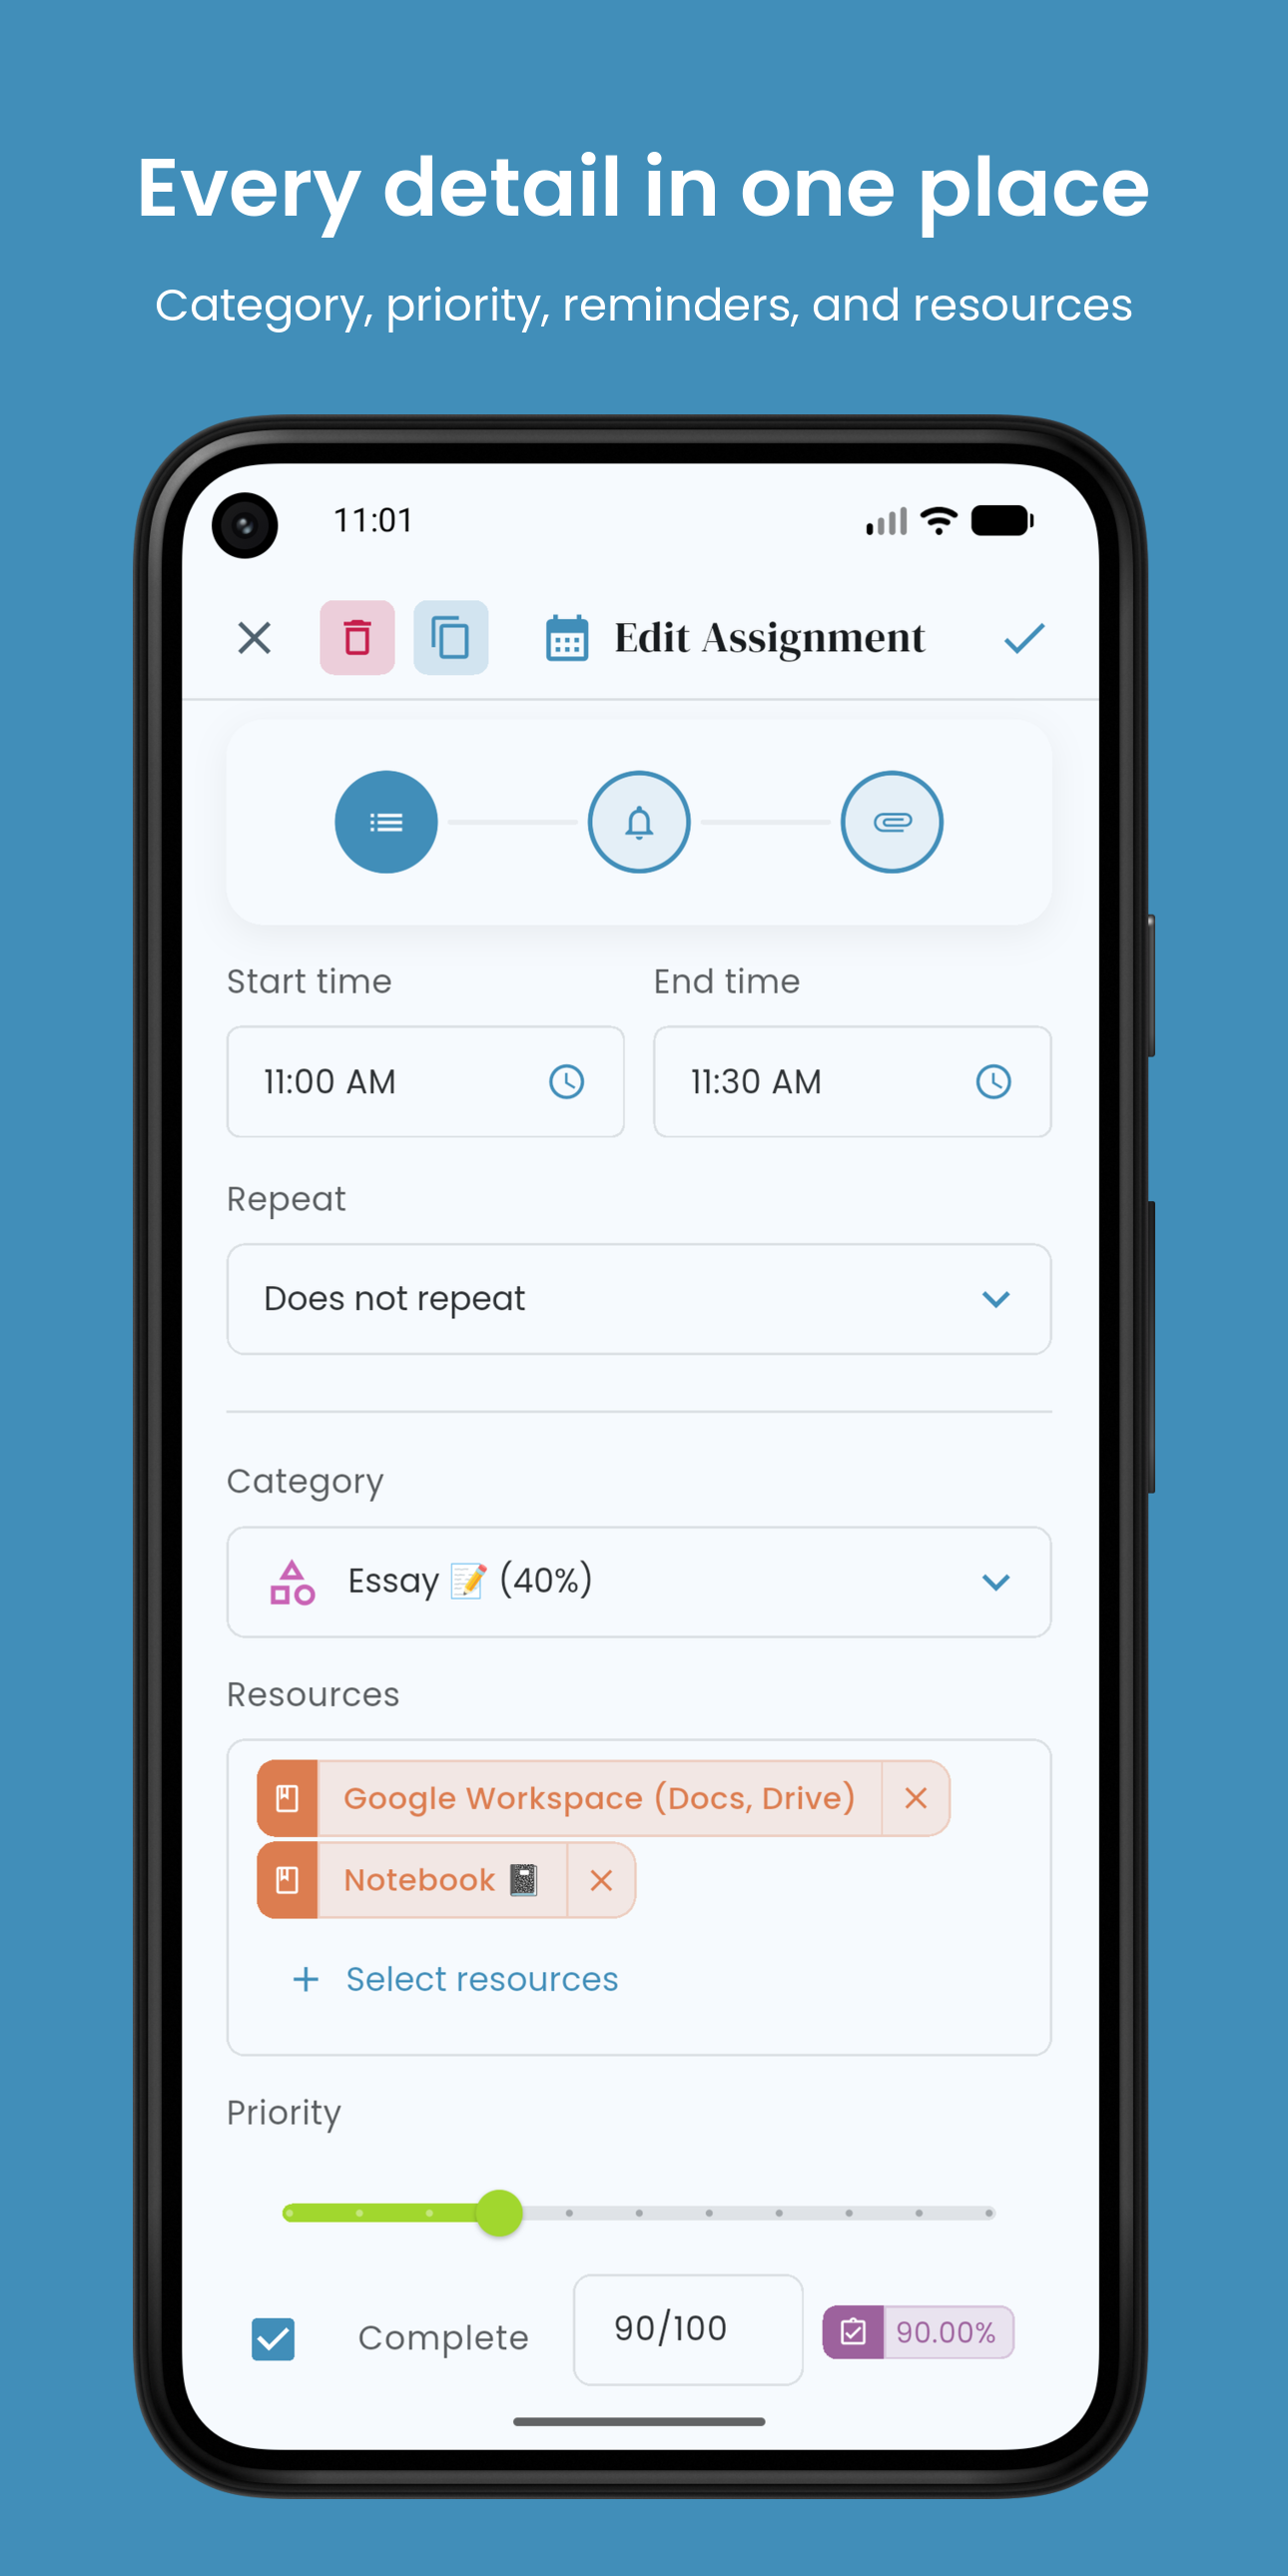 Every detail in one place
Category, priority, reminders, and resources
11:01
Edit Assignment
Start time
End time
11:00 AM
11:30 AM
Repeat
Does not repeat
Category
Essay 📝 (40%)
Resources
Google Workspace (Docs, Drive)
Notebook 📓
Select resources
Priority
Complete
90/100
90.00%